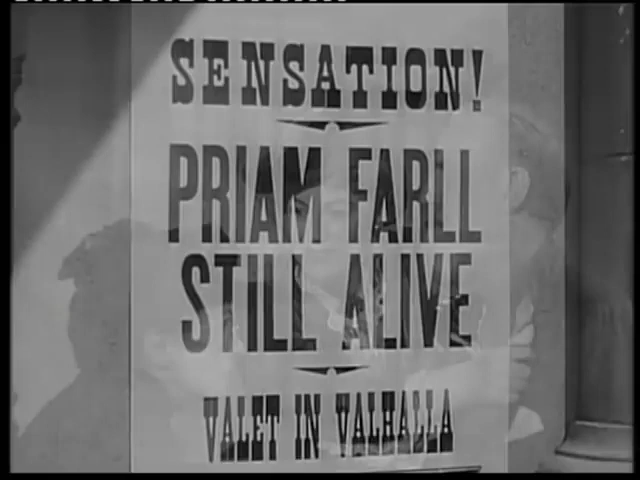 SENSATION!
PRIAM FARLL
STILL ALIVE
VALET IN VALHALLA